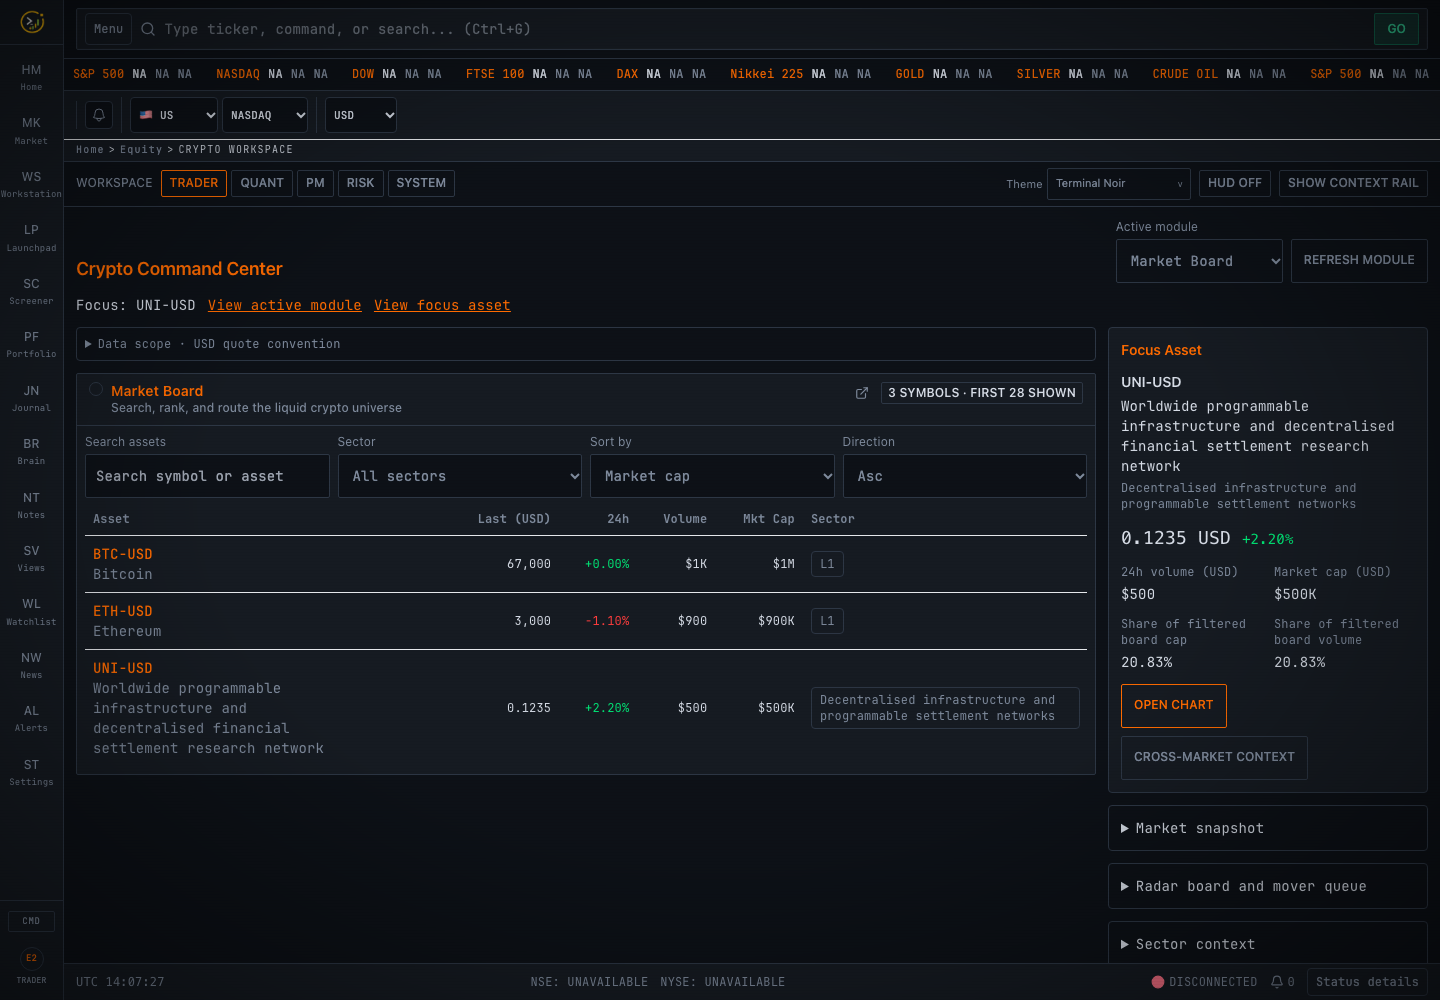 Menu
Type ticker, command, or search... (Ctrl+G)
GO
S&P 500 NA NA NA NASDAQ NA NA NA DOW NA NA NA FTSE 100 NA NA NA DAX NA NA NA Nikkei 225 NA NA NA GOLD NA NA NA SILVER NA NA NA CRUDE OIL NA NA NA S&P 500 NA NA NA
US
NASDAQ
USD
Home > Equity > CRYPTO WORKSPACE
WORKSPACE TRADER QUANT PM RISK SYSTEM
Theme Terminal Noir HUD OFF SHOW CONTEXT RAIL
HM
Home
MK
Market
WS
Workstation
LP
Launchpad
SC
Screener
PF
Portfolio
JN
Journal
BR
Brain
NT
Notes
SV
Views
WL
Watchlist
NW
News
AL
Alerts
ST
Settings
CMD
E2
TRADER
Crypto Command Center
Active module
Market Board
REFRESH MODULE
Focus: UNI-USD View active module View focus asset
Data scope · USD quote convention
Market Board
Search, rank, and route the liquid crypto universe
3 SYMBOLS · FIRST 28 SHOWN
Search assets Sector Sort by Direction
Search symbol or asset All sectors Market cap Asc
Asset Last (USD) 24h Volume Mkt Cap Sector
BTC-USD
Bitcoin
67,000 +0.00% $1K $1M L1
ETH-USD
Ethereum
3,000 -1.10% $900 $900K L1
UNI-USD
Worldwide programmable
infrastructure and
decentralised financial
settlement research network
0.1235 +2.20% $500 $500K
Decentralised infrastructure and
programmable settlement networks
Focus Asset
UNI-USD
Worldwide programmable
infrastructure and decentralised
financial settlement research
network
Decentralised infrastructure and
programmable settlement networks
0.1235 USD +2.20%
24h volume (USD) Market cap (USD)
$500 $500K
Share of filtered
board cap
20.83%
Share of filtered
board volume
20.83%
OPEN CHART
CROSS-MARKET CONTEXT
Market snapshot
Radar board and mover queue
Sector context
UTC 14:07:27
NSE: UNAVAILABLE NYSE: UNAVAILABLE
DISCONNECTED 0 Status details